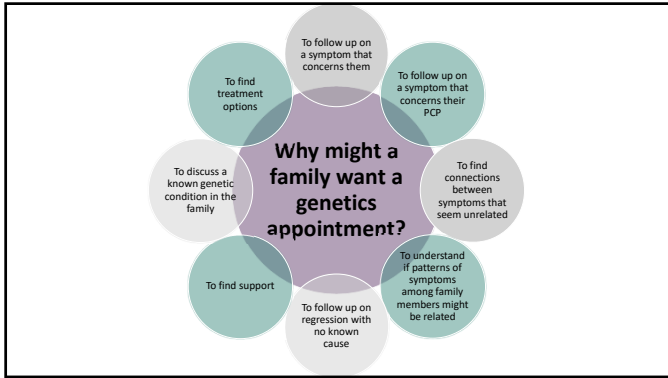 Why might a
family want a
genetics
appointment?
To follow up on
a symptom that
concerns them
To follow up on
a symptom that
concerns their
PCP
To find
connections
between
symptoms that
seem unrelated
To understand
if patterns of
symptoms
among family
members might
be related
To follow up on
regression with
no known
cause
To find support
To discuss a
known genetic
condition in the
family
To find
treatment
options